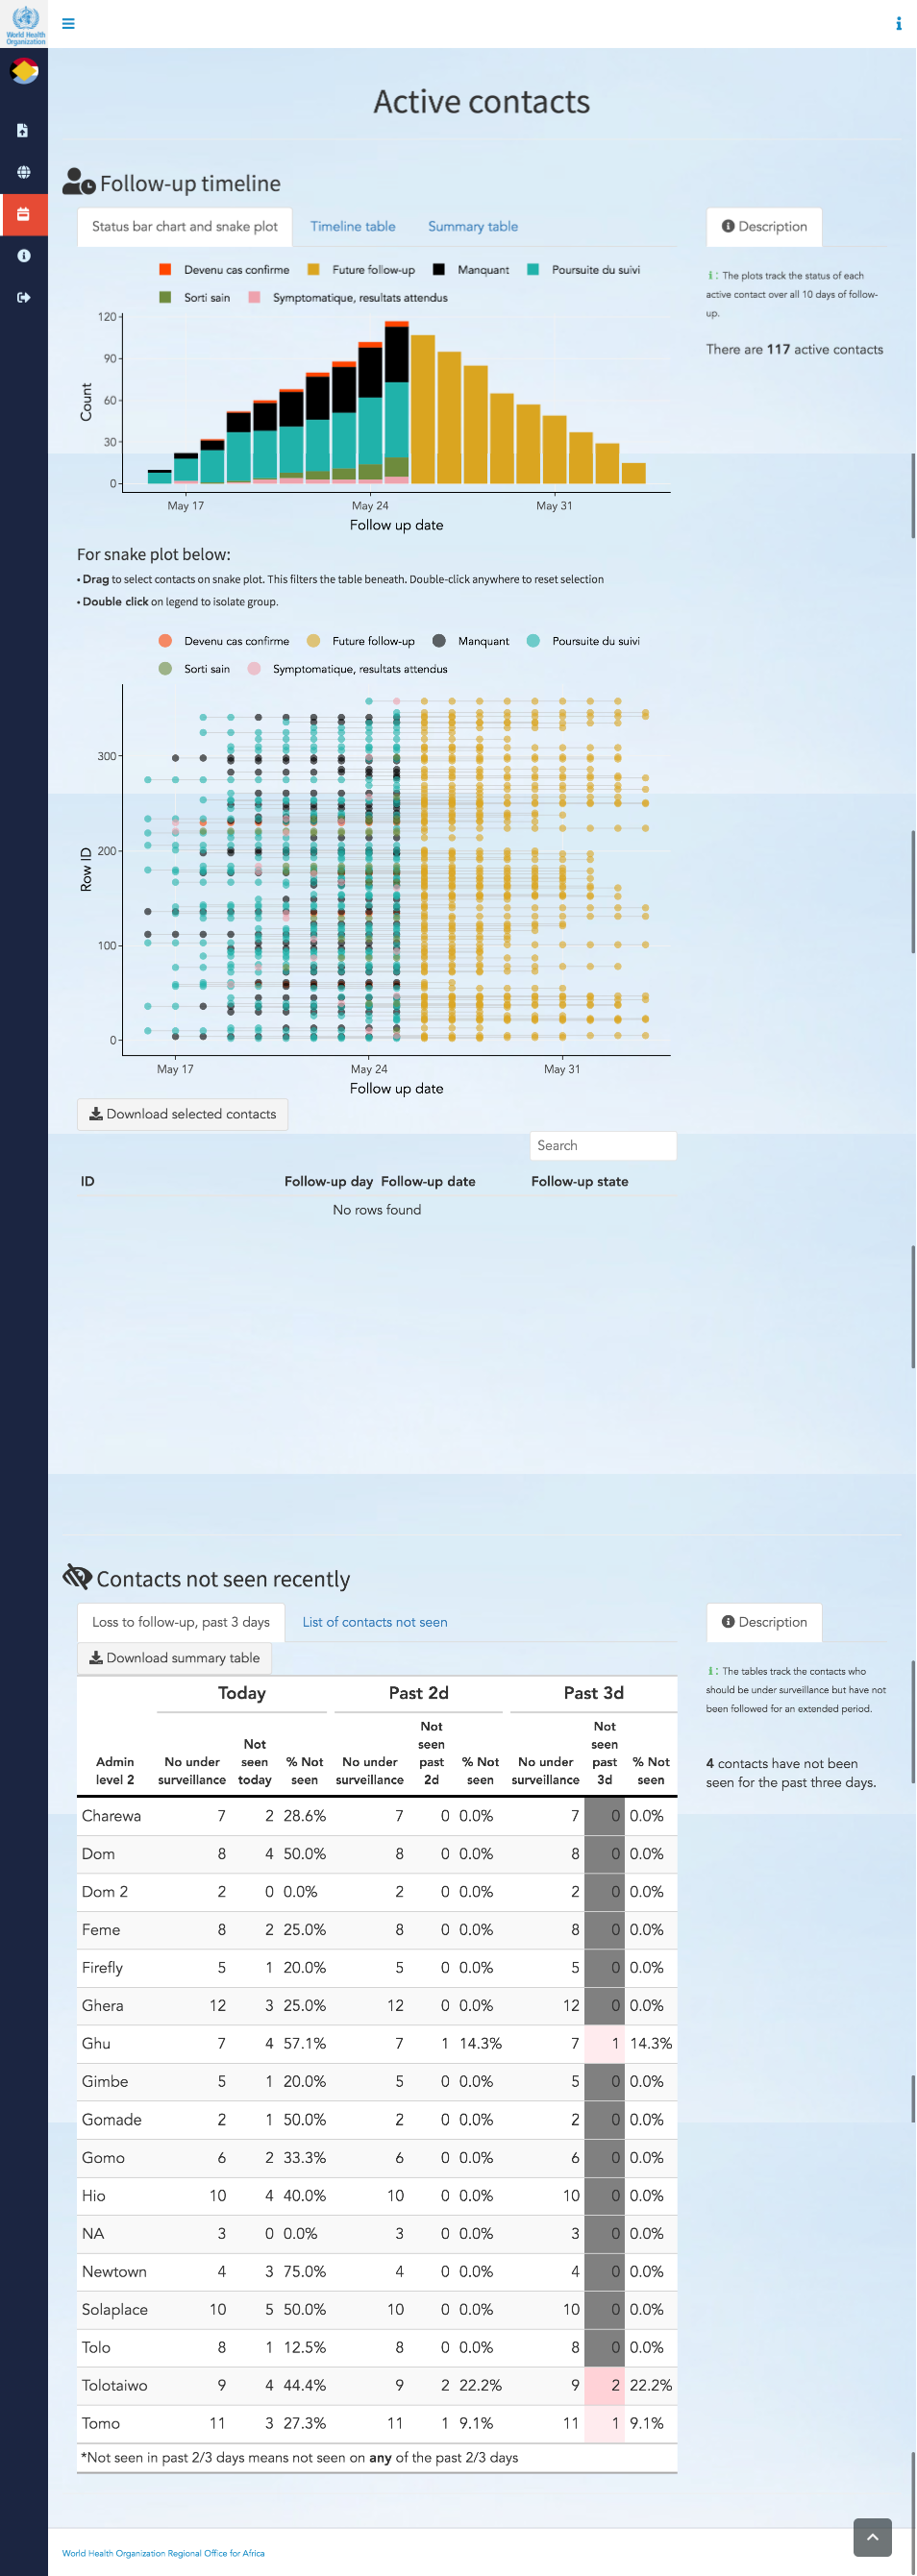 World Health
Organization
Active contacts
Follow-up timeline
Status bar chart and snake plot
Timeline table
Summary table
Description
Devenu cas confirme
Future follow-up
Manquant
Poursuite du suivi
Sorti sain
Symptomatique, resultats attendus
i : The plots track the status of each
active contact over all 10 days of follow-
up.
There are 117 active contacts
120
90
60
30
0
Count
May 17
May 24
May 31
Follow up date
For snake plot below:
• Drag to select contacts on snake plot. This filters the table beneath. Double-click anywhere to reset selection
• Double click on legend to isolate group.
Devenu cas confirme
Future follow-up
Manquant
Poursuite du suivi
Sorti sain
Symptomatique, resultats attendus
300
200
100
0
Row ID
May 17
May 24
May 31
Follow up date
Download selected contacts
Search
ID Follow-up day Follow-up date Follow-up state
No rows found
Contacts not seen recently
Loss to follow-up, past 3 days
List of contacts not seen
Description
Download summary table
i : The tables track the contacts who
should be under surveillance but have not
been followed for an extended period.
4 contacts have not been
seen for the past three days.
Today Past 2d Past 3d
Admin level 2 No under surveillance Not seen today % Not seen No under surveillance Not seen past 2d % Not seen No under surveillance Not seen past 3d % Not seen
Charewa 7 2 28.6% 7 0 0.0% 7 0 0.0%
Dom 8 4 50.0% 8 0 0.0% 8 0 0.0%
Dom 2 2 0 0.0% 2 0 0.0% 2 0 0.0%
Feme 8 2 25.0% 8 0 0.0% 8 0 0.0%
Firefly 5 1 20.0% 5 0 0.0% 5 0 0.0%
Ghera 12 3 25.0% 12 0 0.0% 12 0 0.0%
Ghu 7 4 57.1% 7 1 14.3% 7 1 14.3%
Gimbe 5 1 20.0% 5 0 0.0% 5 0 0.0%
Gomade 2 1 50.0% 2 0 0.0% 2 0 0.0%
Gomo 6 2 33.3% 6 0 0.0% 6 0 0.0%
Hio 10 4 40.0% 10 0 0.0% 10 0 0.0%
NA 3 0 0.0% 3 0 0.0% 3 0 0.0%
Newtown 4 3 75.0% 4 0 0.0% 4 0 0.0%
Solaplace 10 5 50.0% 10 0 0.0% 10 0 0.0%
Tolo 8 1 12.5% 8 0 0.0% 8 0 0.0%
Tolotaiwo 9 4 44.4% 9 2 22.2% 9 2 22.2%
Tomo 11 3 27.3% 11 1 9.1% 11 1 9.1%
*Not seen in past 2/3 days means not seen on any of the past 2/3 days
World Health Organization Regional Office for Africa